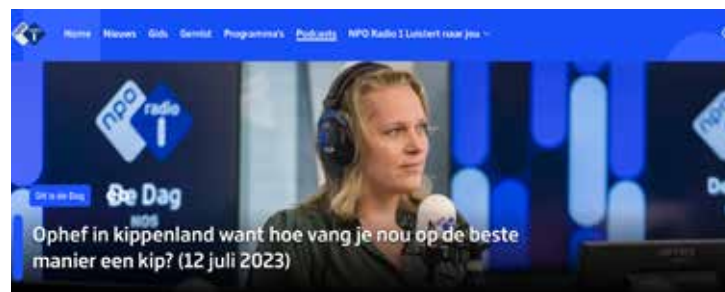 Home Nieuws Gids Gemist Programma's Podcasts NPO Radio 1 Luistert naar jou
npo radio 1
npo
Dit is de Dag
De Dag
NOS
Ophef in kippenland want hoe vang je nou op de beste
manier een kip? (12 juli 2023)